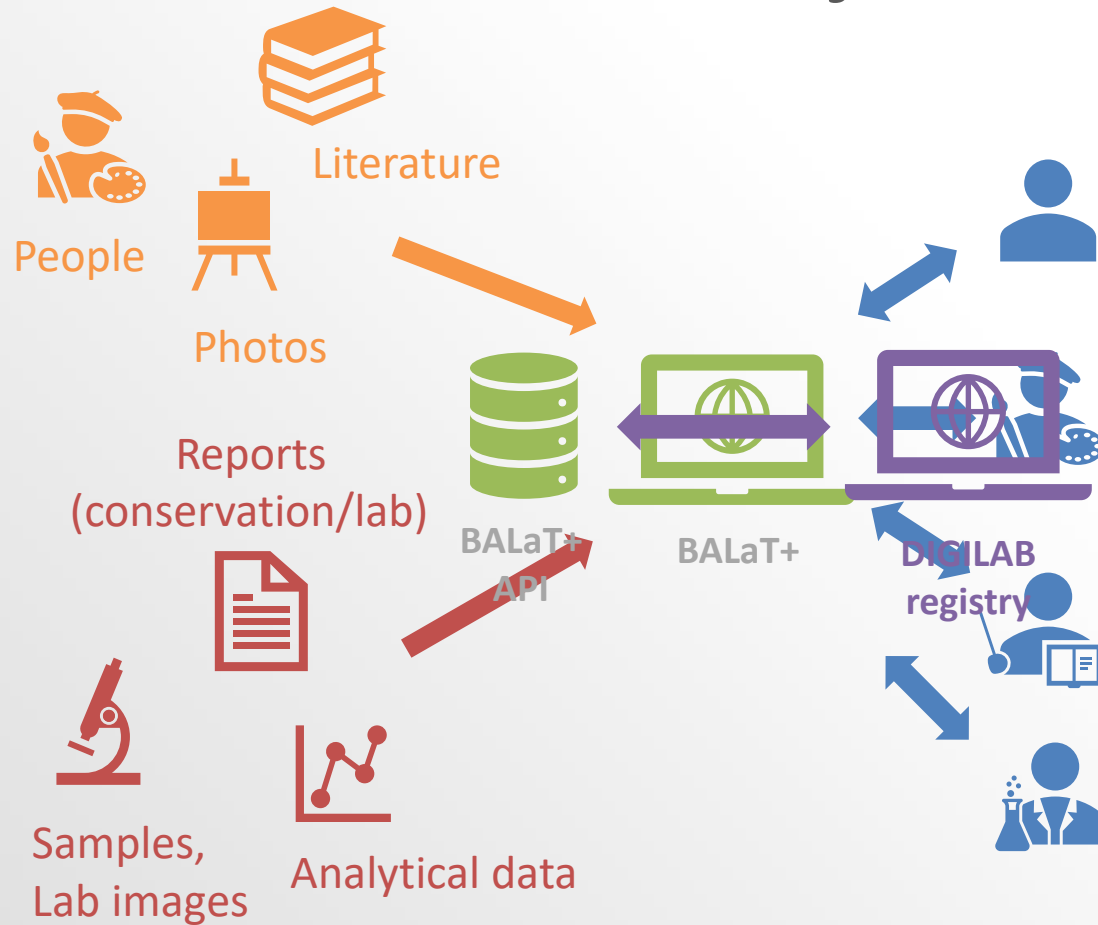 Literature
People
Photos
Reports
(conservation/lab)
BALaT+
API
BALaT+
DIGILAB
registry
Samples,
Lab images
Analytical data